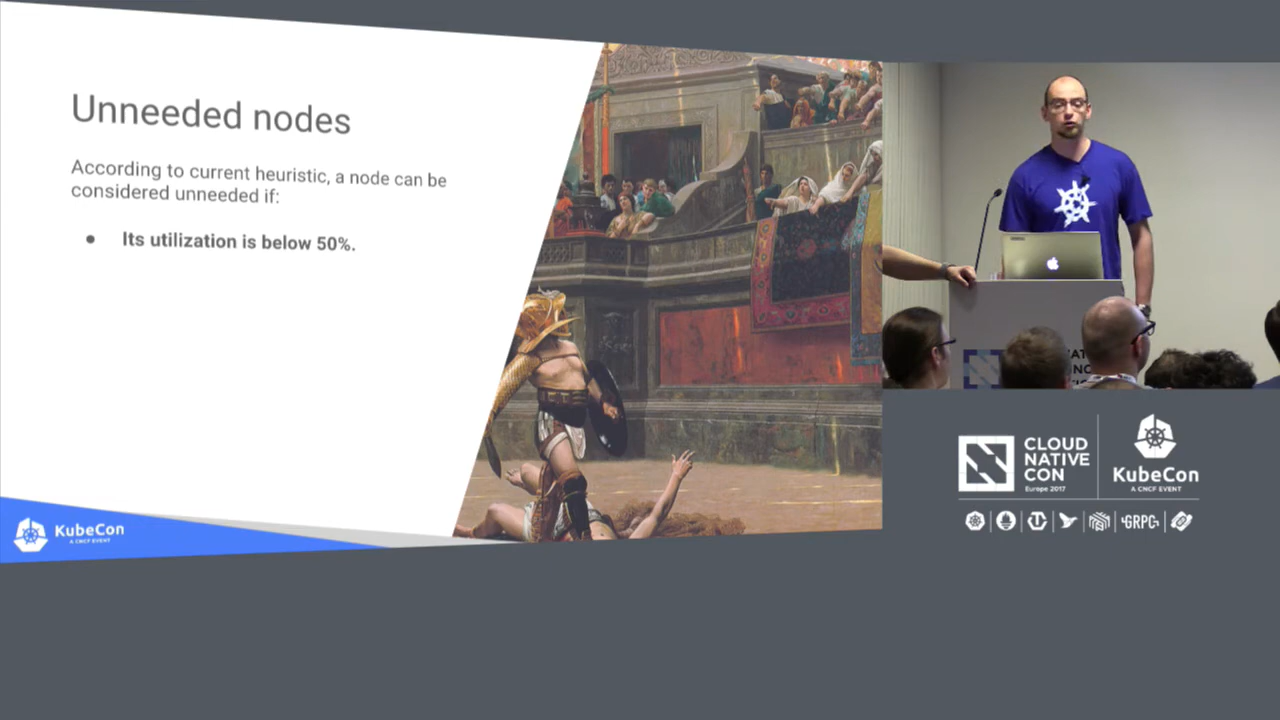 Unneeded nodes
According to current heuristic, a node can be
considered unneeded if:
● Its utilization is below 50%.
KubeCon
A CNCF EVENT
CLOUD
NATIVE
CON
Europe 2017
KubeCon
A CNCF EVENT
GRPC